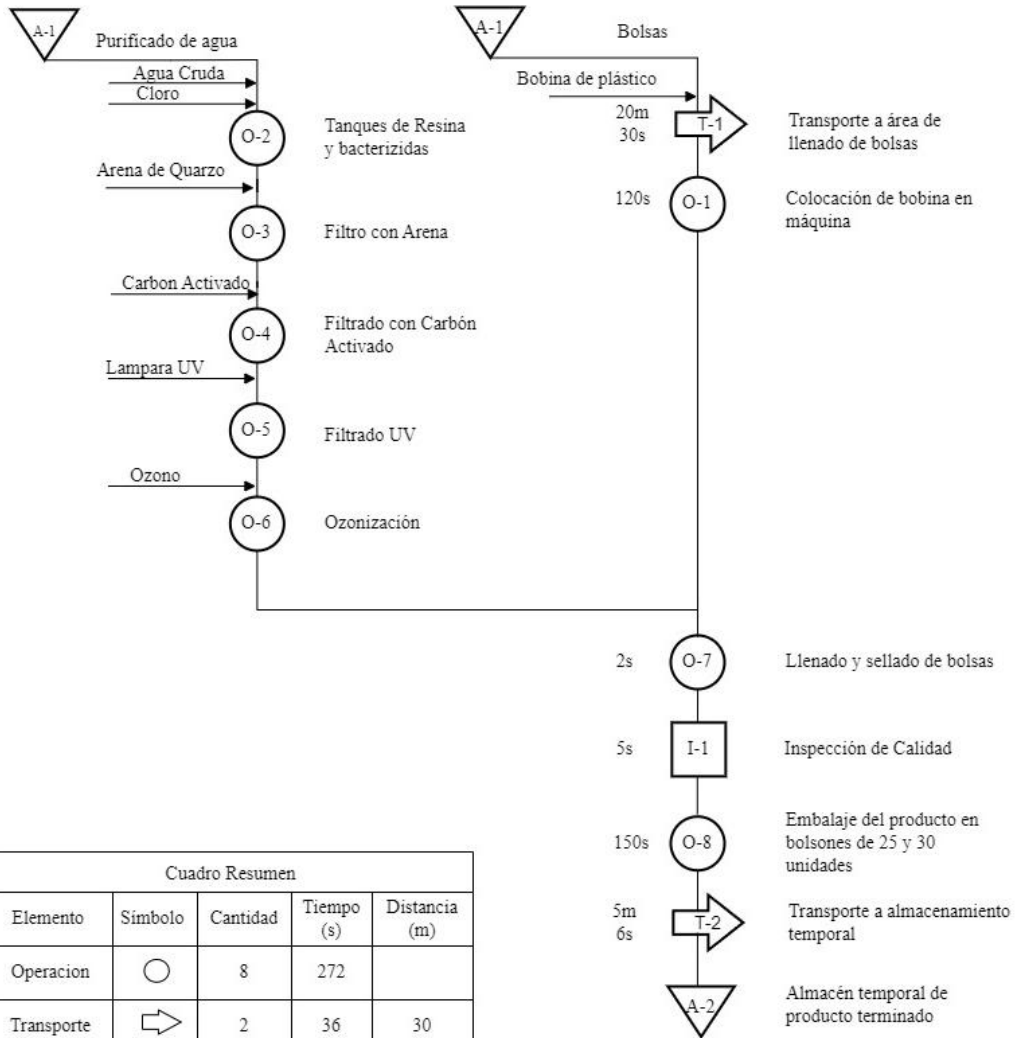 A-1
Purificado de agua
Agua Cruda
Cloro
O-2
Tanques de Resina
y bacterizidas
Arena de Quarzo
O-3
Filtro con Arena
Carbon Activado
O-4
Filtrado con Carbón
Activado
Lampara UV
O-5
Filtrado UV
Ozono
O-6
Ozonización
A-1
Bolsas
Bobina de plástico
20m
30s
T-1
Transporte a área de
llenado de bolsas
120s
O-1
Colocación de bobina en
máquina
2s
O-7
Llenado y sellado de bolsas
5s
I-1
Inspección de Calidad
150s
O-8
Embalaje del producto en
bolsones de 25 y 30
unidades
5m
6s
T-2
Transporte a almacenamiento
temporal
A-2
Almacén temporal de
producto terminado
Cuadro Resumen
Elemento Símbolo Cantidad Tiempo (s) Distancia (m)
Operacion 8 272
Transporte 2 36 30